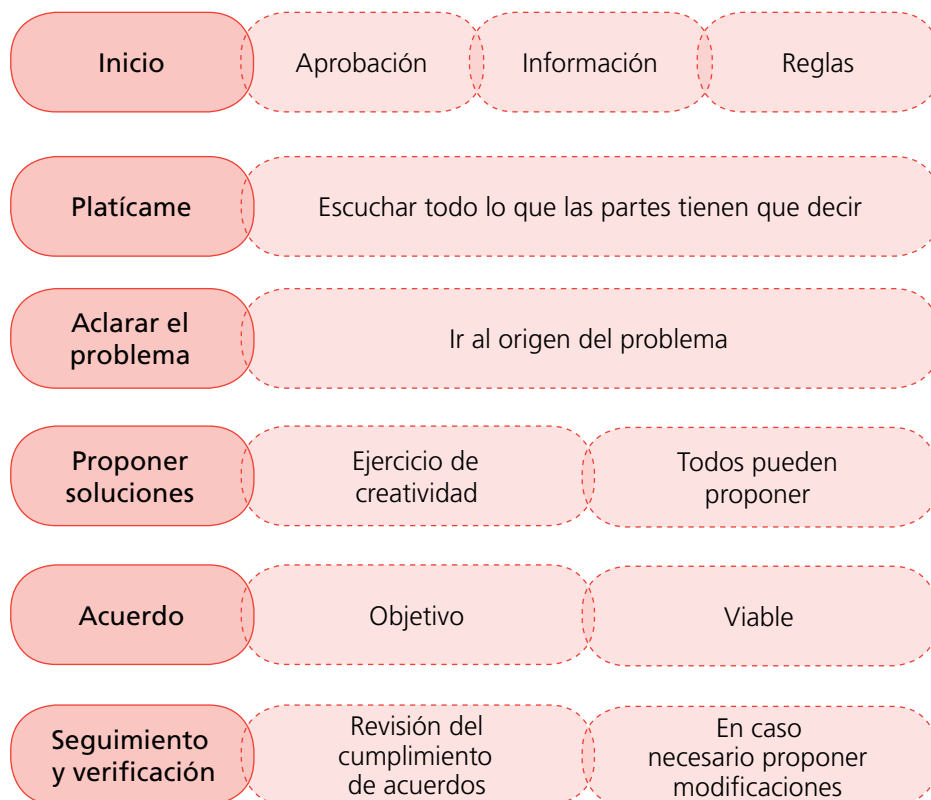 Inicio
Aprobación
Información
Reglas
Platícame
Escuchar todo lo que las partes tienen que decir
Aclarar el
problema
Ir al origen del problema
Proponer
soluciones
Ejercicio de
creatividad
Todos pueden
proponer
Acuerdo
Objetivo
Viable
Seguimiento
y verificación
Revisión del
cumplimiento
de acuerdos
En caso
necesario proponer
modificaciones